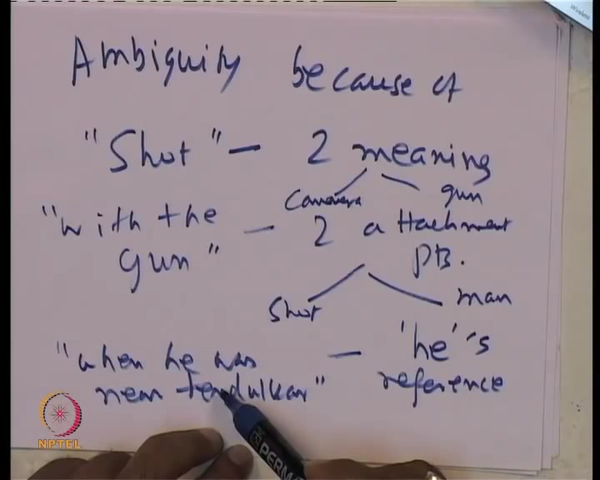 Ambiguity because of
"Shot" - 2 meaning
Camera gun
"with the - 2 attachment
gun" pB.
Shot man
"when he was - 'he's
near tendulkar" reference
NPTEL
PERMA